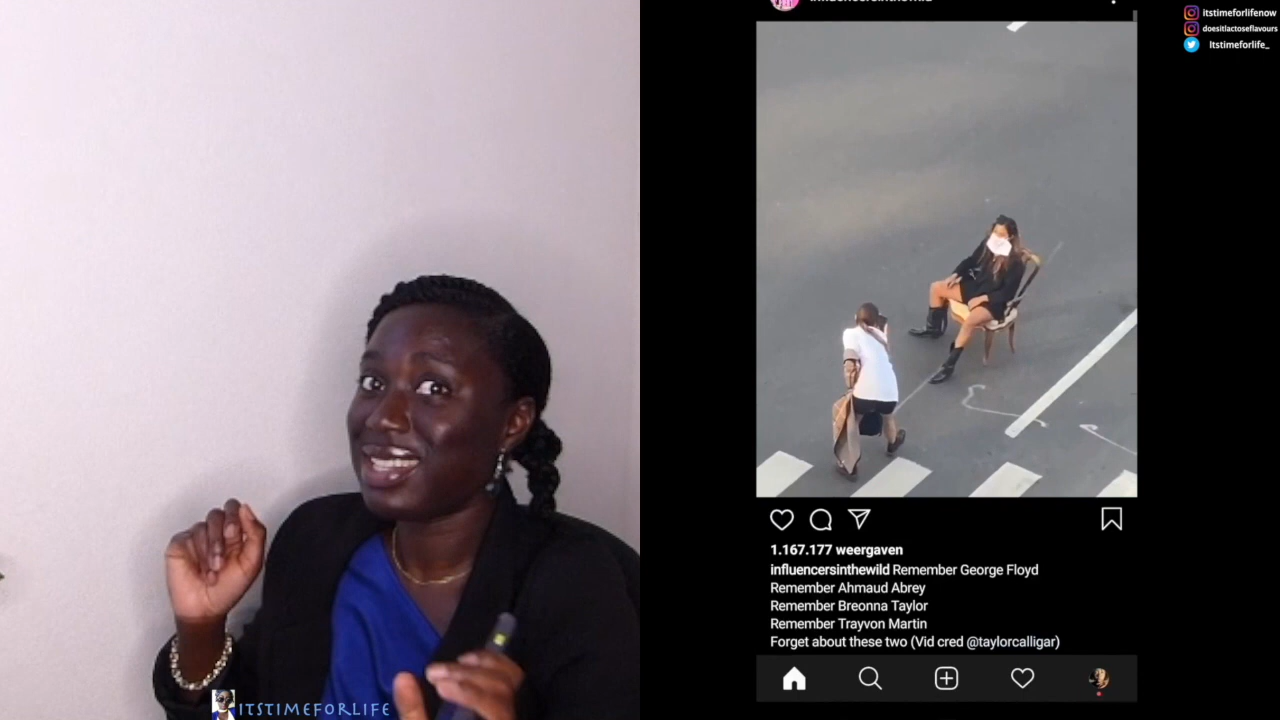 itstimeforlifenow
doesitlactoseflavours
Itstimeforlife_
1.167.177 weergaven
influencersinthewild Remember George Floyd
Remember Ahmaud Abrey
Remember Breonna Taylor
Remember Trayvon Martin
Forget about these two (Vid cred @taylorcalligar)
ITSTIMEFORLIFE